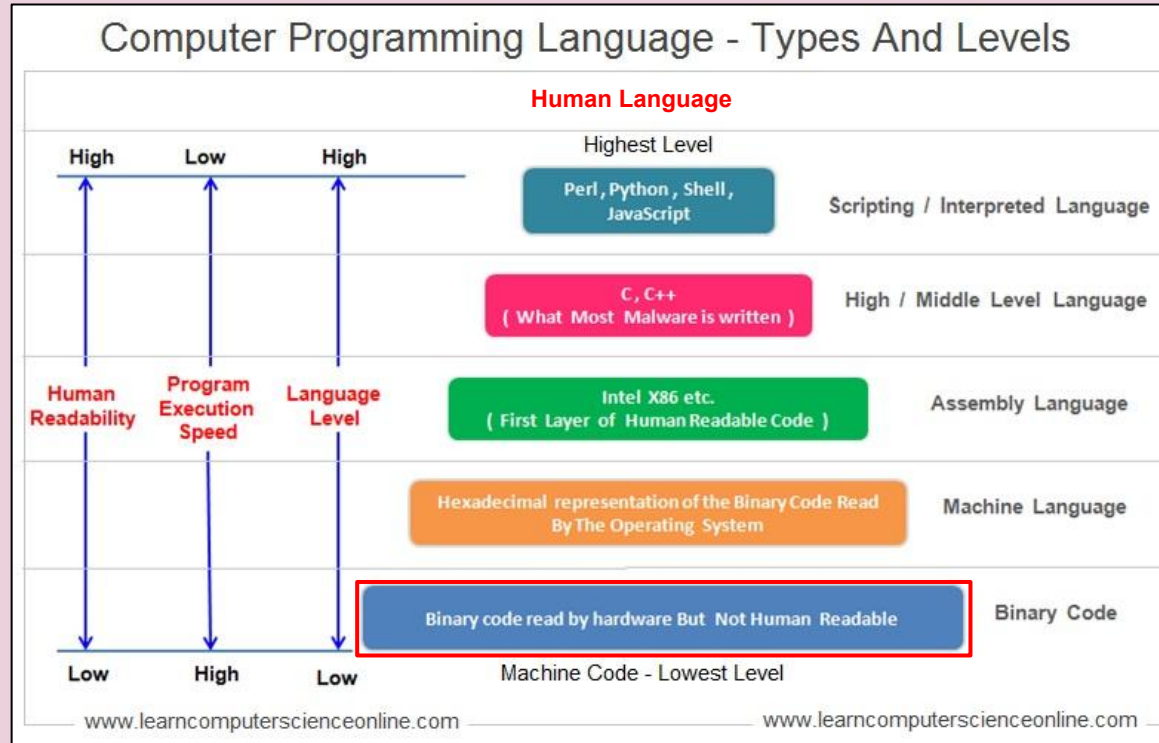 Computer Programming Language - Types And Levels
Human Language
High
Low
High
Highest Level
Perl , Python , Shell ,
JavaScript
Scripting / Interpreted Language
C , C++
( What Most Malware is written )
High / Middle Level Language
Human
Readability
Program
Execution
Speed
Language
Level
Intel X86 etc.
( First Layer of Human Readable Code )
Assembly Language
Hexadecimal representation of the Binary Code Read
By The Operating System
Machine Language
Binary code read by hardware But Not Human Readable
Binary Code
Low
High
Low
Machine Code - Lowest Level
www.learncomputerscienceonline.com
www.learncomputerscienceonline.com